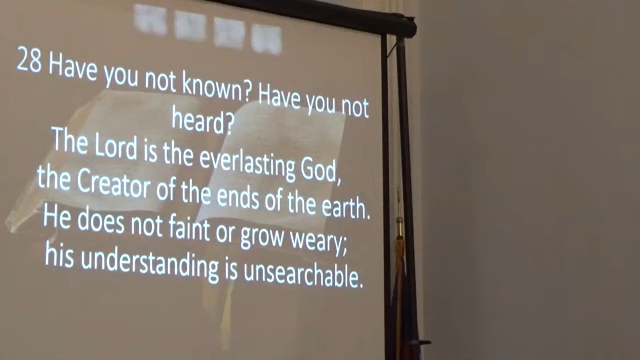 28 Have you not known? Have you not
heard?
The Lord is the everlasting God,
the Creator of the ends of the earth.
He does not faint or grow weary;
his understanding is unsearchable.